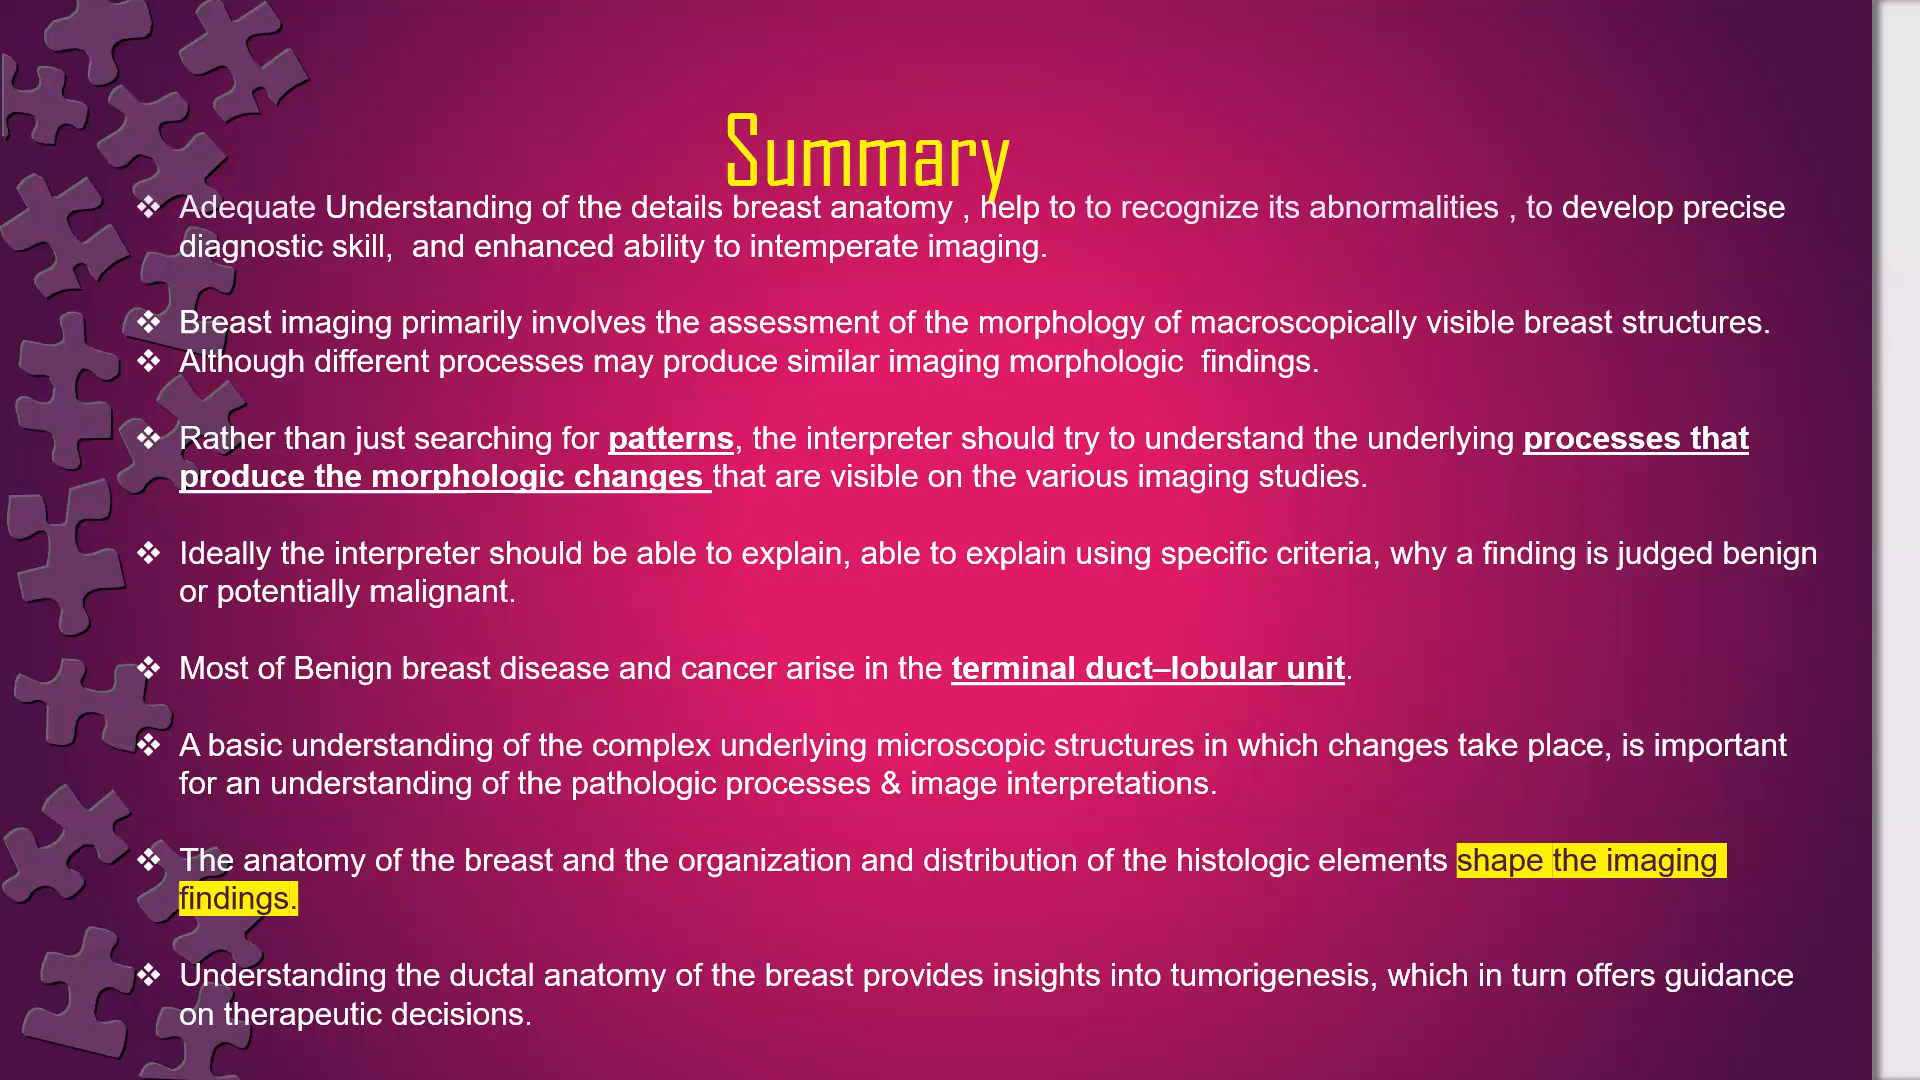 Summary
❖ Adequate Understanding of the details breast anatomy , help to to recognize its abnormalities , to develop precise
diagnostic skill,  and enhanced ability to intemperate imaging.
❖ Breast imaging primarily involves the assessment of the morphology of macroscopically visible breast structures.
❖ Although different processes may produce similar imaging morphologic  findings.
❖ Rather than just searching for patterns, the interpreter should try to understand the underlying processes that
produce the morphologic changes that are visible on the various imaging studies.
❖ Ideally the interpreter should be able to explain, able to explain using specific criteria, why a finding is judged benign
or potentially malignant.
❖ Most of Benign breast disease and cancer arise in the terminal duct–lobular unit.
❖ A basic understanding of the complex underlying microscopic structures in which changes take place, is important
for an understanding of the pathologic processes & image interpretations.
❖ The anatomy of the breast and the organization and distribution of the histologic elements shape the imaging
findings.
❖ Understanding the ductal anatomy of the breast provides insights into tumorigenesis, which in turn offers guidance
on therapeutic decisions.